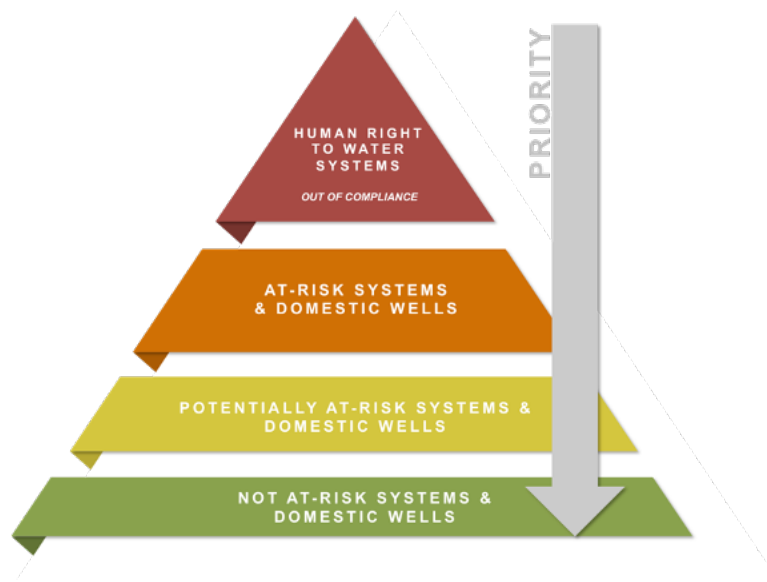 HUMAN RIGHT
TO WATER
SYSTEMS
OUT OF COMPLIANCE
PRIORITY
AT-RISK SYSTEMS
& DOMESTIC WELLS
POTENTIALLY AT-RISK SYSTEMS &
DOMESTIC WELLS
NOT AT-RISK SYSTEMS &
DOMESTIC WELLS